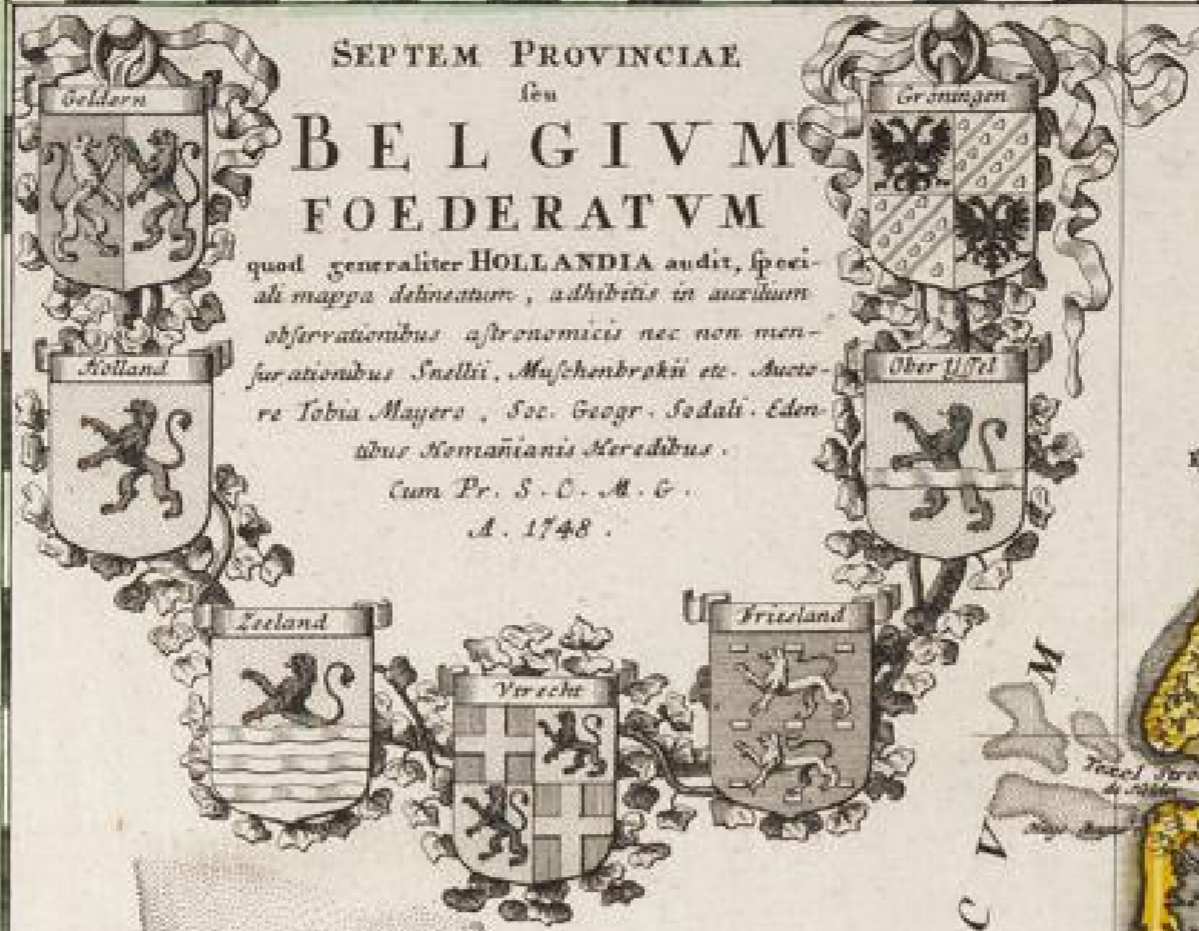 SEPTEM PROVINCIAE
ſeu
BELGIVM
FOEDERATVM
quod generaliter HOLLANDIA audit, ſpeci-
ali mappa delineatum, adhibitis in auxilium
obſervationibus aſtronomicis nec non men-
ſurationibus Snellii, Muſchenbrokii etc. Aucto-
re Tobia Mayero, Soc. Geogr. Sodali. Eden-
tibus Homañianis Heredibus.
Cum Pr. S. C. M. G.
A. 1748.
Geldern
Groningen
Holland
Ober Yſſel
Zeeland
Vtrecht
Friesland
M
V
C
Texel